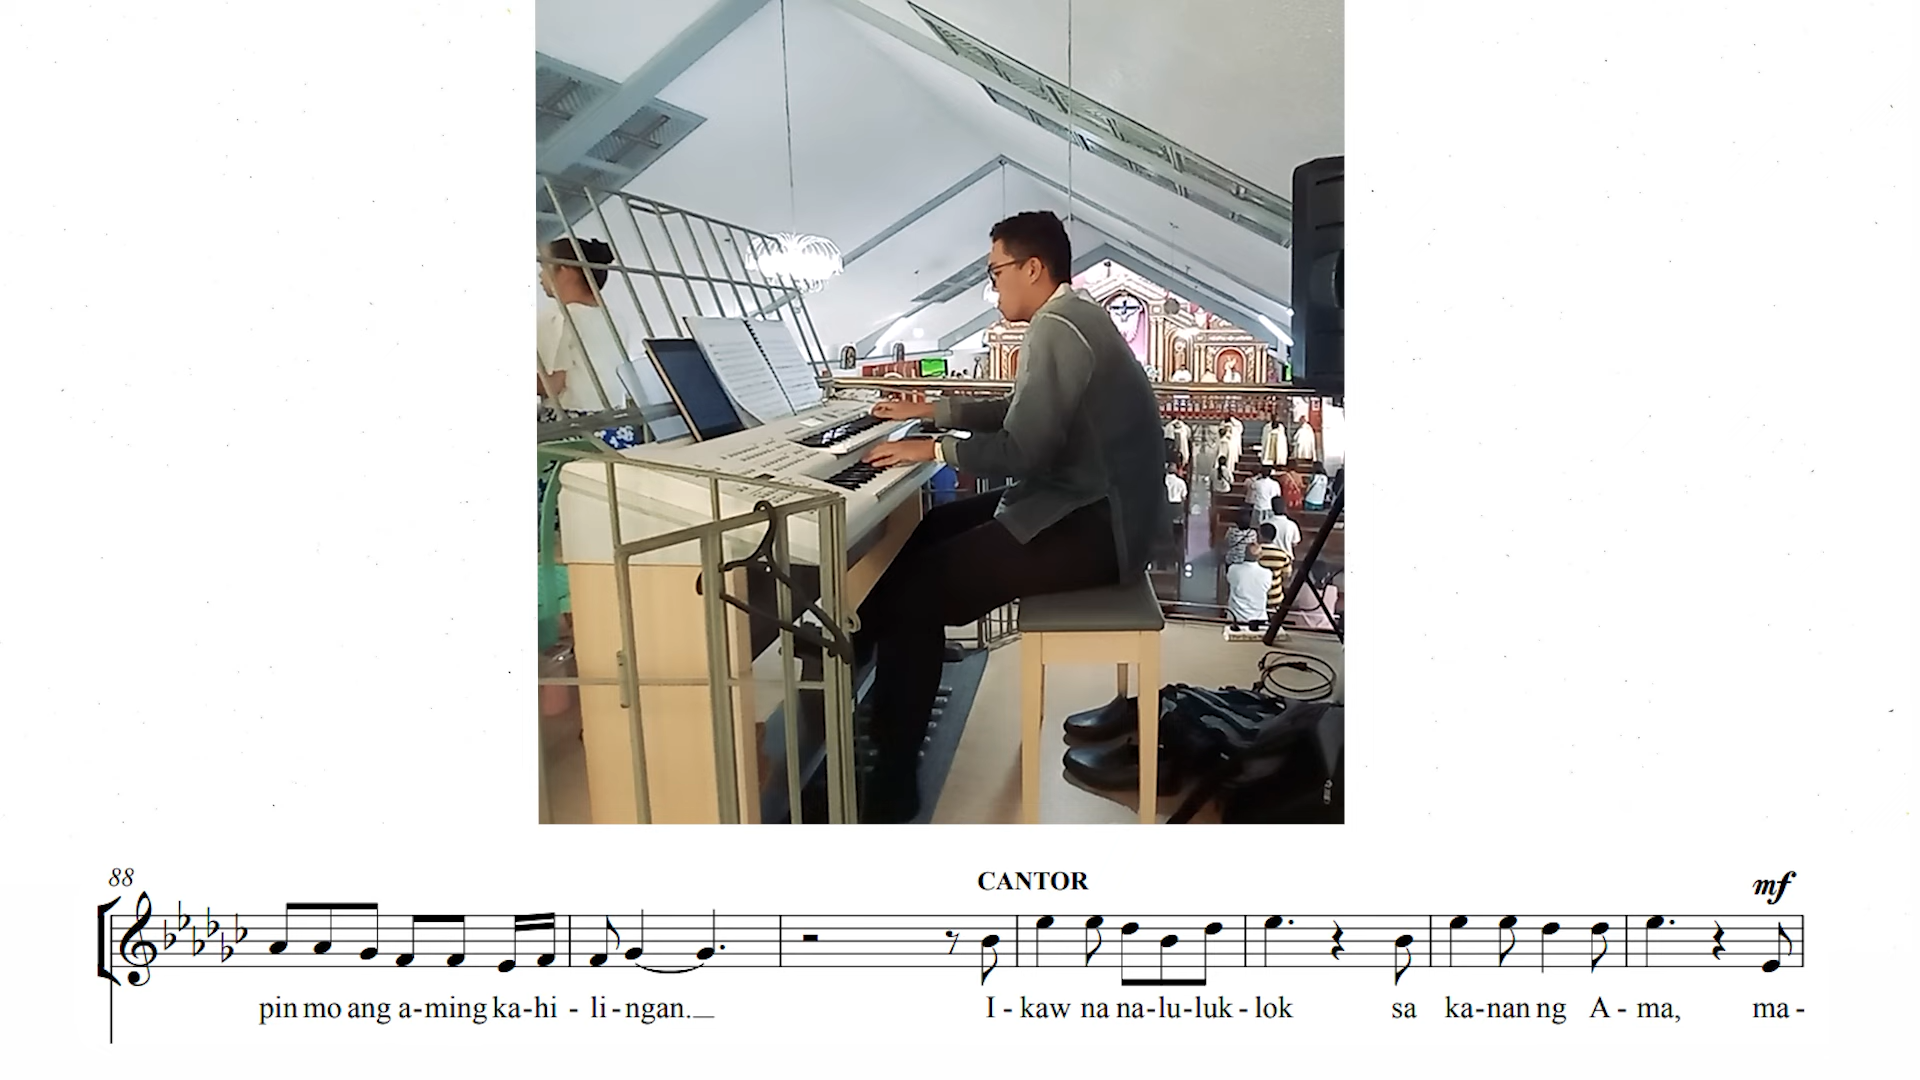 88
CANTOR
mf
pin mo ang a-ming ka-hi - li-ngan. I - kaw na na-lu-luk-lok sa ka-nan ng A - ma, ma -